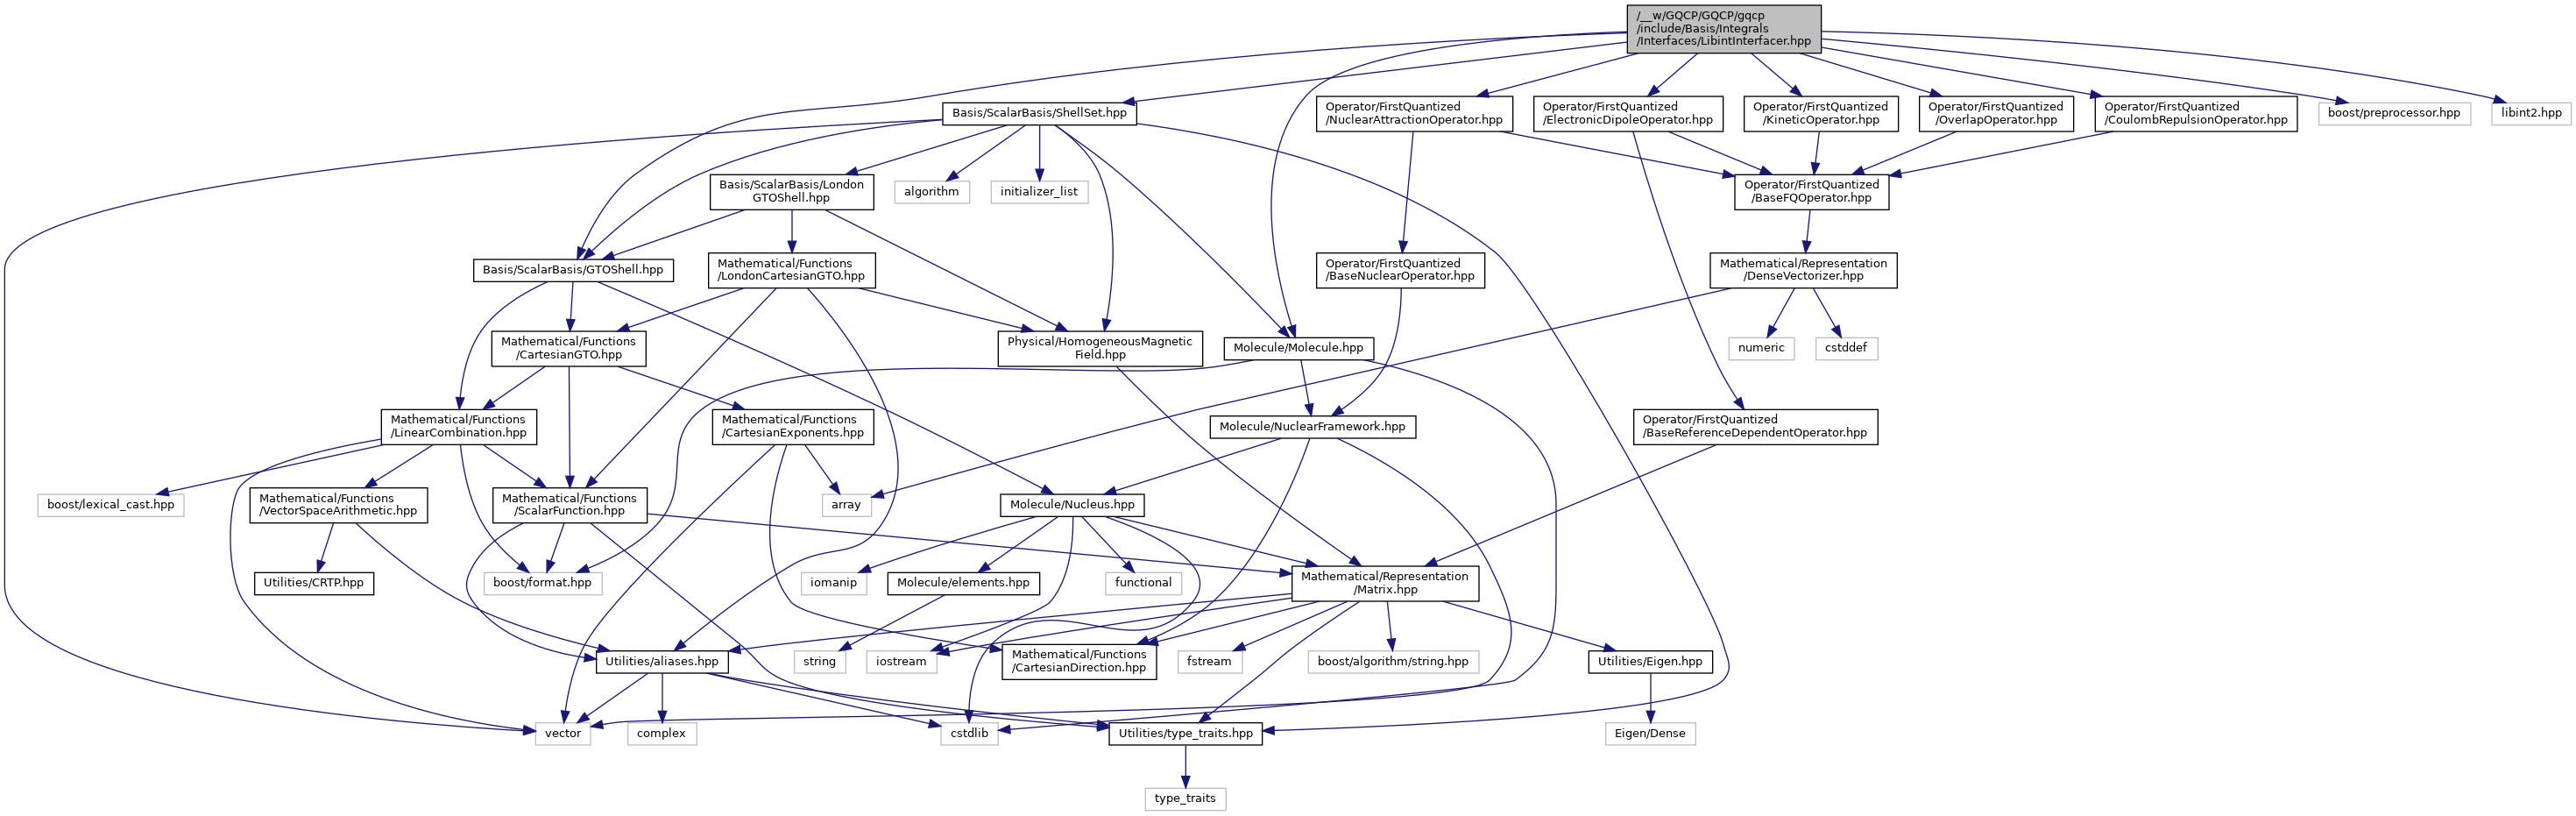 /__w/GQCP/GQCP/gqcp
/include/Basis/Integrals
/Interfaces/LibintInterfacer.hpp
Basis/ScalarBasis/ShellSet.hpp
Operator/FirstQuantized
/NuclearAttractionOperator.hpp
Operator/FirstQuantized
/ElectronicDipoleOperator.hpp
Operator/FirstQuantized
/KineticOperator.hpp
Operator/FirstQuantized
/OverlapOperator.hpp
Operator/FirstQuantized
/CoulombRepulsionOperator.hpp
boost/preprocessor.hpp
libint2.hpp
Basis/ScalarBasis/London
GTOShell.hpp
algorithm
initializer_list
Operator/FirstQuantized
/BaseFQOperator.hpp
Basis/ScalarBasis/GTOShell.hpp
Mathematical/Functions
/LondonCartesianGTO.hpp
Operator/FirstQuantized
/BaseNuclearOperator.hpp
Mathematical/Representation
/DenseVectorizer.hpp
Mathematical/Functions
/CartesianGTO.hpp
Physical/HomogeneousMagnetic
Field.hpp
Molecule/Molecule.hpp
numeric
cstddef
Mathematical/Functions
/LinearCombination.hpp
Mathematical/Functions
/CartesianExponents.hpp
Molecule/NuclearFramework.hpp
Operator/FirstQuantized
/BaseReferenceDependentOperator.hpp
boost/lexical_cast.hpp
Mathematical/Functions
/VectorSpaceArithmetic.hpp
Mathematical/Functions
/ScalarFunction.hpp
array
Molecule/Nucleus.hpp
Utilities/CRTP.hpp
boost/format.hpp
iomanip
Molecule/elements.hpp
functional
Mathematical/Representation
/Matrix.hpp
Utilities/aliases.hpp
string
iostream
Mathematical/Functions
/CartesianDirection.hpp
fstream
boost/algorithm/string.hpp
Utilities/Eigen.hpp
vector
complex
cstdlib
Utilities/type_traits.hpp
Eigen/Dense
type_traits